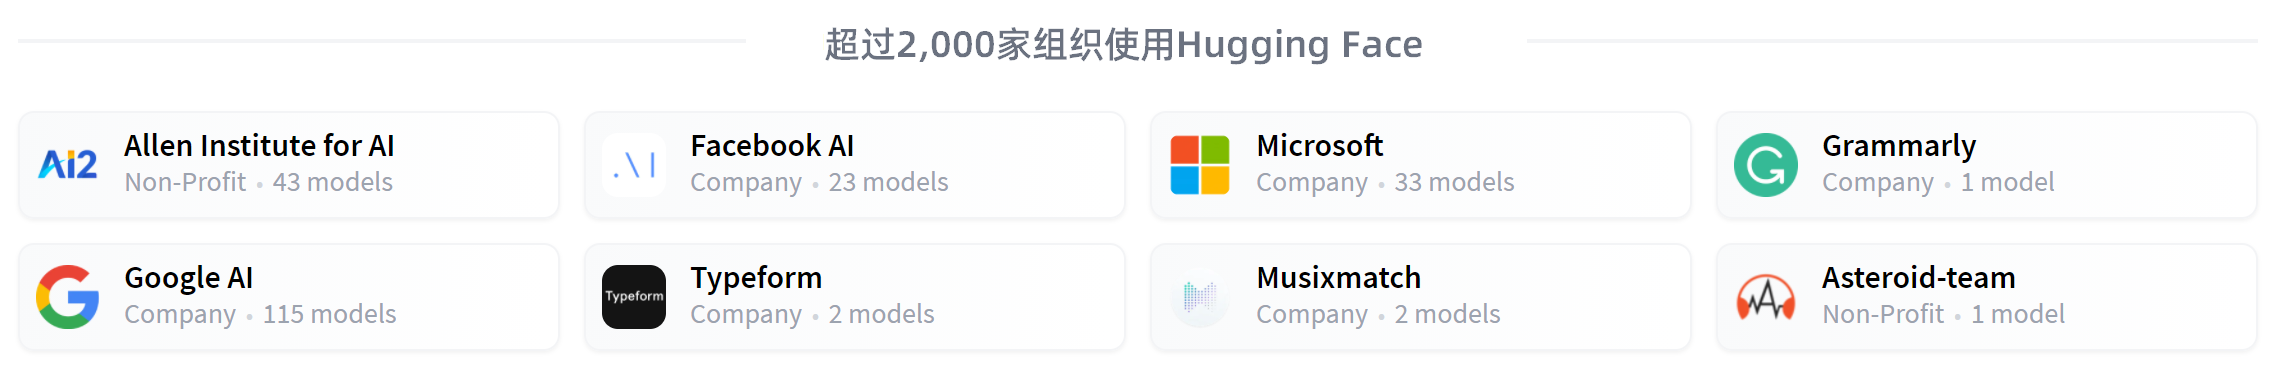 超过2,000家组织使用Hugging Face
AI2
Allen Institute for AI
Non-Profit • 43 models
.\I
Facebook AI
Company • 23 models
Microsoft
Company • 33 models
Grammarly
Company • 1 model
Google AI
Company • 115 models
Typeform
Typeform
Company • 2 models
Musixmatch
Company • 2 models
Asteroid-team
Non-Profit • 1 model